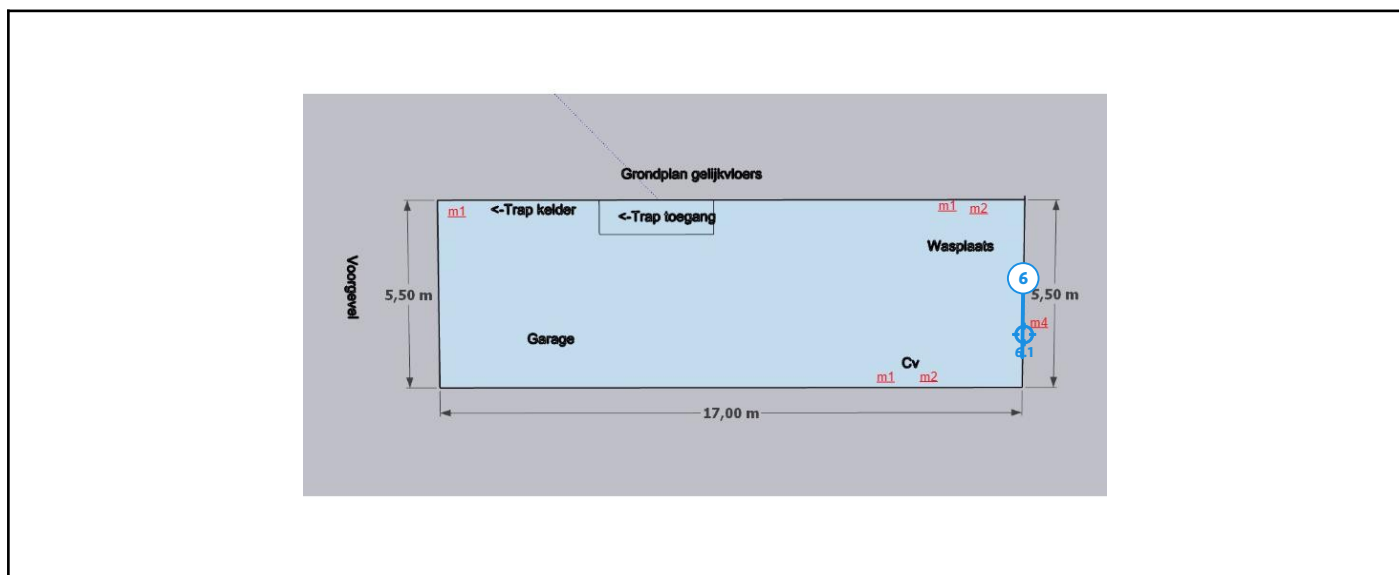 Grondplan gelijkvloers
m1
<-Trap kelder
<-Trap toegang
m1
m2
Wasplaats
Voorgevel
5,50 m
6
5,50 m
m4
6.1
Garage
Cv
m1
m2
17,00 m